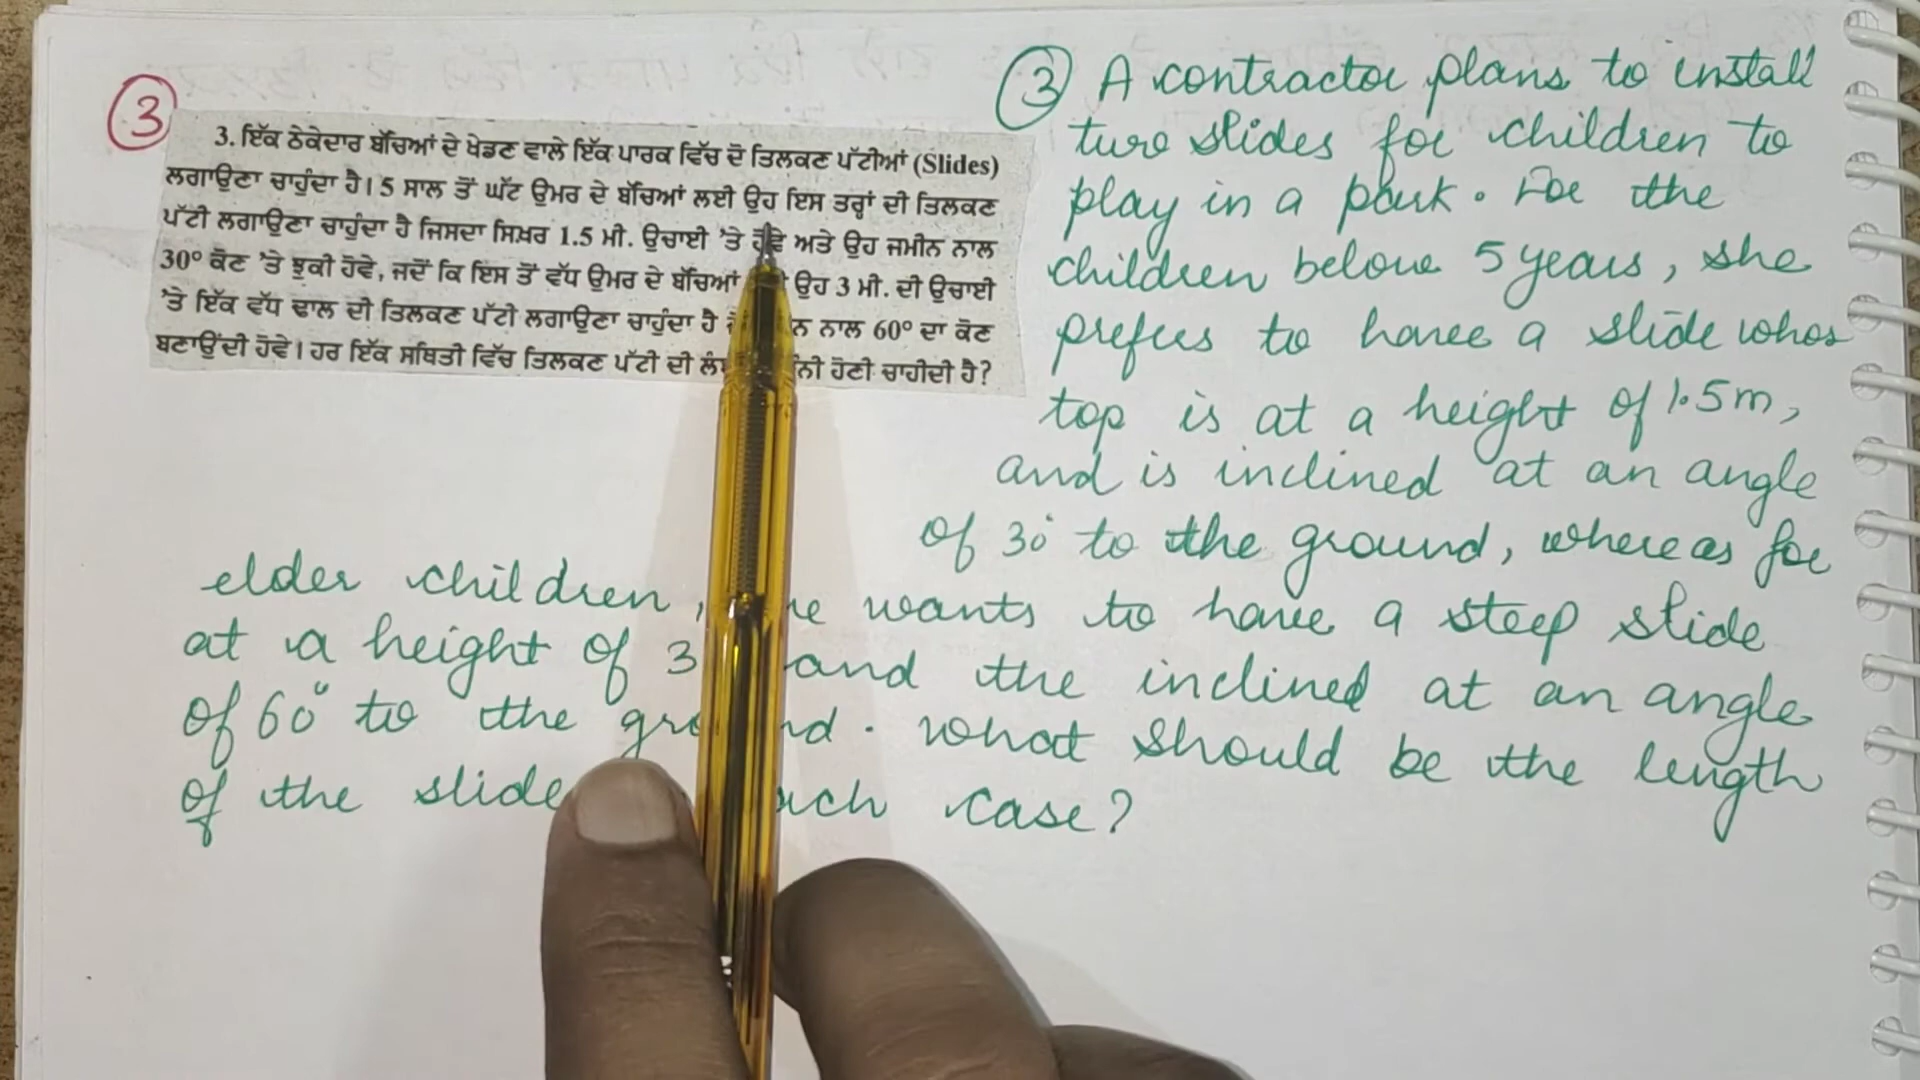 3
3. ਇੱਕ ਠੇਕੇਦਾਰ ਬੱਚਿਆਂ ਦੇ ਖੇਡਣ ਵਾਲੇ ਇੱਕ ਪਾਰਕ ਵਿੱਚ ਦੋ ਤਿਲਕਣ ਪੱਟੀਆਂ (Slides)
ਲਗਾਉਣਾ ਚਾਹੁੰਦਾ ਹੈ। 5 ਸਾਲ ਤੋਂ ਘੱਟ ਉਮਰ ਦੇ ਬੱਚਿਆਂ ਲਈ ਉਹ ਇਸ ਤਰ੍ਹਾਂ ਦੀ ਤਿਲਕਣ
ਪੱਟੀ ਲਗਾਉਣਾ ਚਾਹੁੰਦਾ ਹੈ ਜਿਸਦਾ ਸਿਖ਼ਰ 1.5 ਮੀ. ਉਚਾਈ 'ਤੇ ਹੋਵੇ ਅਤੇ ਉਹ ਜਮੀਨ ਨਾਲ
30° ਕੋਣ 'ਤੇ ਝੁਕੀ ਹੋਵੇ, ਜਦੋਂ ਕਿ ਇਸ ਤੋਂ ਵੱਧ ਉਮਰ ਦੇ ਬੱਚਿਆਂ ਉਹ 3 ਮੀ. ਦੀ ਉਚਾਈ
'ਤੇ ਇੱਕ ਵੱਧ ਢਾਲ ਦੀ ਤਿਲਕਣ ਪੱਟੀ ਲਗਾਉਣਾ ਚਾਹੁੰਦਾ ਹੈ ਨਾਲ 60° ਦਾ ਕੋਣ
ਬਣਾਉਂਦੀ ਹੋਵੇ। ਹਰ ਇੱਕ ਸਥਿਤੀ ਵਿੱਚ ਤਿਲਕਣ ਪੱਟੀ ਦੀ ਹੋਣੀ ਚਾਹੀਦੀ ਹੈ?
3 A contractor plans to install
two slides for children to
play in a park. For the
children below 5 years, she
prefers to have a slide whos
top is at a height of 1.5m,
and is inclined at an angle
of 30° to the ground, where as for
elder children, wants to have a steep slide
at a height of 3 and the inclined at an angle
of 60° to the . What should be the length
of the slide case?